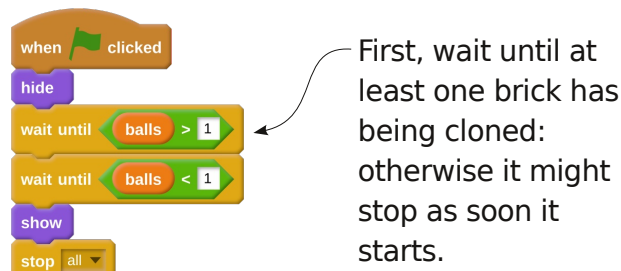 when clicked
hide
wait until balls > 1
wait until balls < 1
show
stop all
First, wait until at
least one brick has
being cloned:
otherwise it might
stop as soon it
starts.